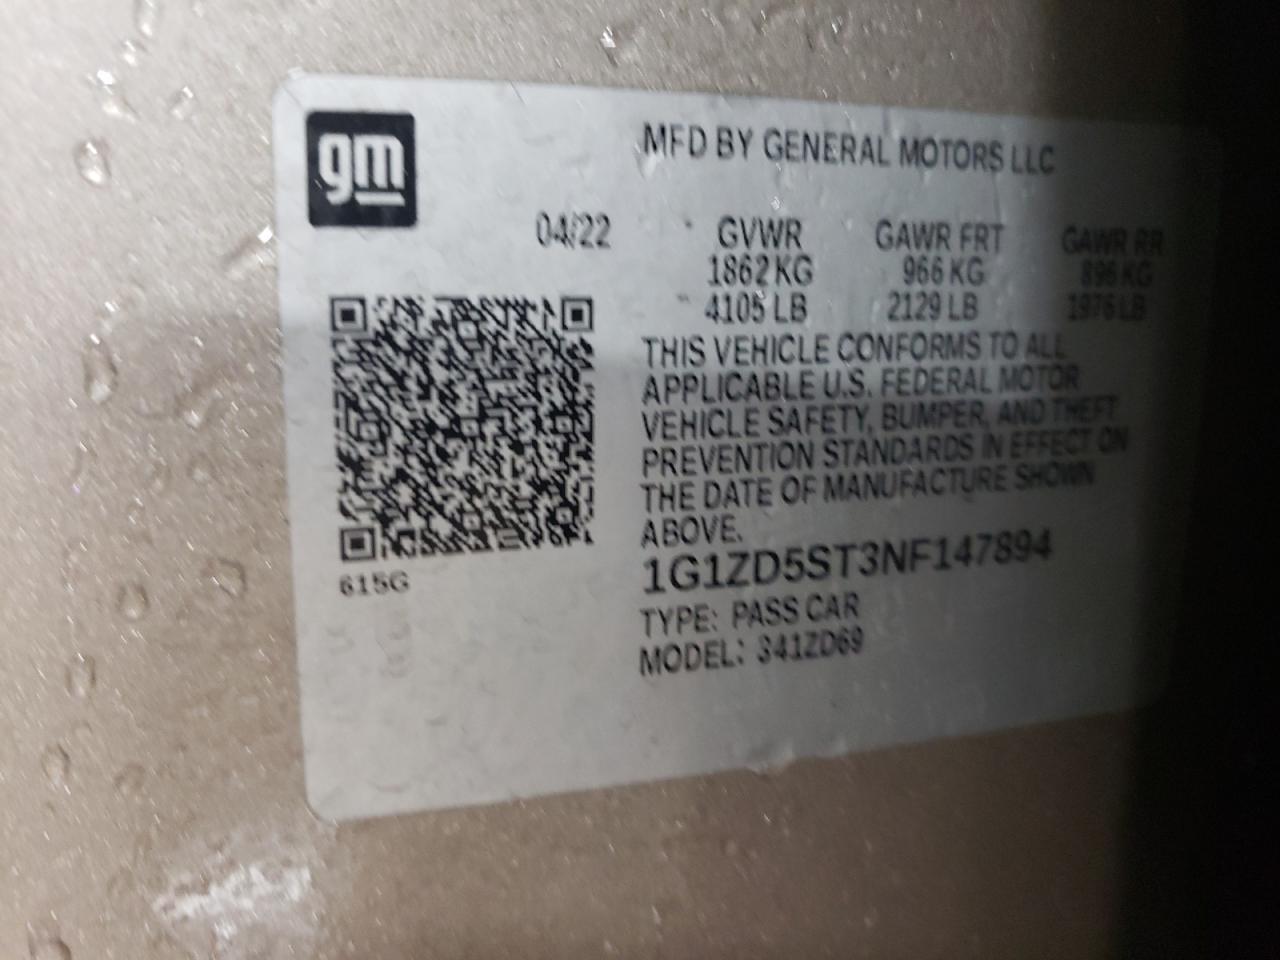 gm
MFD BY GENERAL MOTORS LLC
04/22 GVWR GAWR FRT GAWR RR
1862 KG 966 KG 896 KG
4105 LB 2129 LB 1976 LB
THIS VEHICLE CONFORMS TO ALL
APPLICABLE U.S. FEDERAL MOTOR
VEHICLE SAFETY, BUMPER, AND THEFT
PREVENTION STANDARDS IN EFFECT ON
THE DATE OF MANUFACTURE SHOWN
ABOVE.
1G1ZD5ST3NF147894
TYPE: PASS CAR
MODEL: 341ZD69
615G